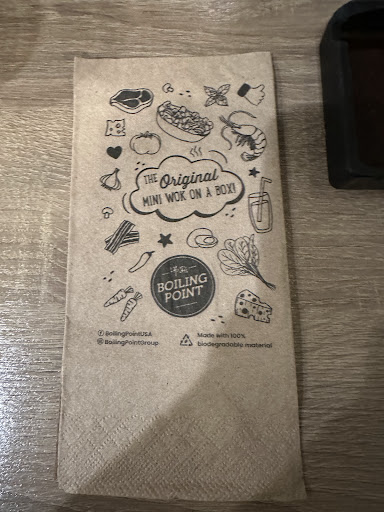 THE Original
MINI WOK ON A BOX!
BOILING
POINT
BoilingPointUSA
BoilingPointGroup
Made with 100%
biodegradable material